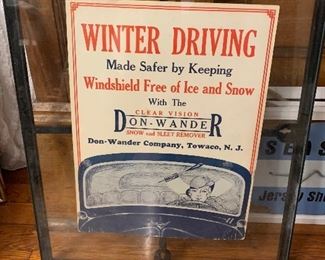 WINTER DRIVING
Made Safer by Keeping
Windshield Free of Ice and Snow
With The
CLEAR VISION
DON-WANDER
SNOW and SLEET REMOVER
Don-Wander Company, Towaco, N. J.
Jersey